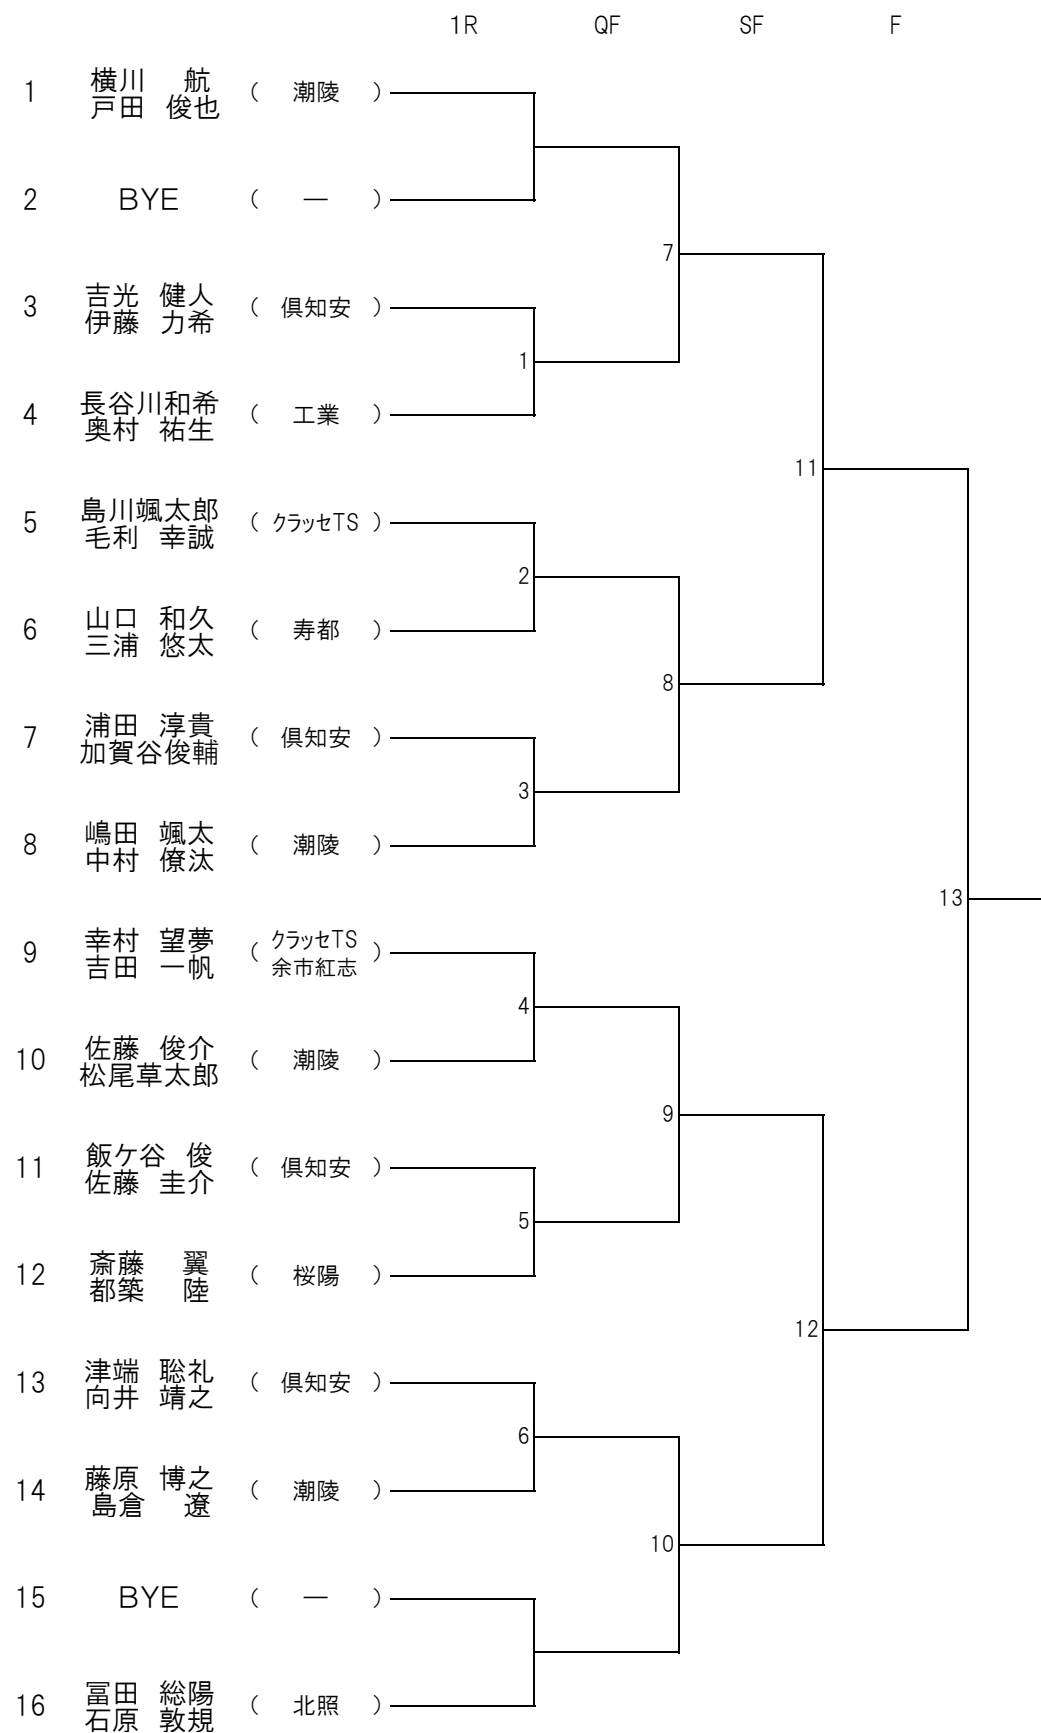 1R QF SF F
1 横川 航 ( 潮陵 )
戸田 俊也
2 BYE ( ― )
7
3 吉光 健人 ( 倶知安 )
伊藤 力希
1
4 長谷川和希 ( 工業 )
奥村 祐生
11
5 島川颯太郎 ( クラッセTS )
毛利 幸誠
2
6 山口 和久 ( 寿都 )
三浦 悠太
8
7 浦田 淳貴 ( 倶知安 )
加賀谷俊輔
3
8 嶋田 颯太 ( 潮陵 )
中村 僚汰
13
9 幸村 望夢 ( クラッセTS
吉田 一帆 余市紅志 )
4
10 佐藤 俊介 ( 潮陵 )
松尾草太郎
9
11 飯ケ谷 俊 ( 倶知安 )
佐藤 圭介
5
12 斎藤 翼 ( 桜陽 )
都築 陸
12
13 津端 聡礼 ( 倶知安 )
向井 靖之
6
14 藤原 博之 ( 潮陵 )
島倉 遼
10
15 BYE ( ― )
16 冨田 総陽 ( 北照 )
石原 敦規